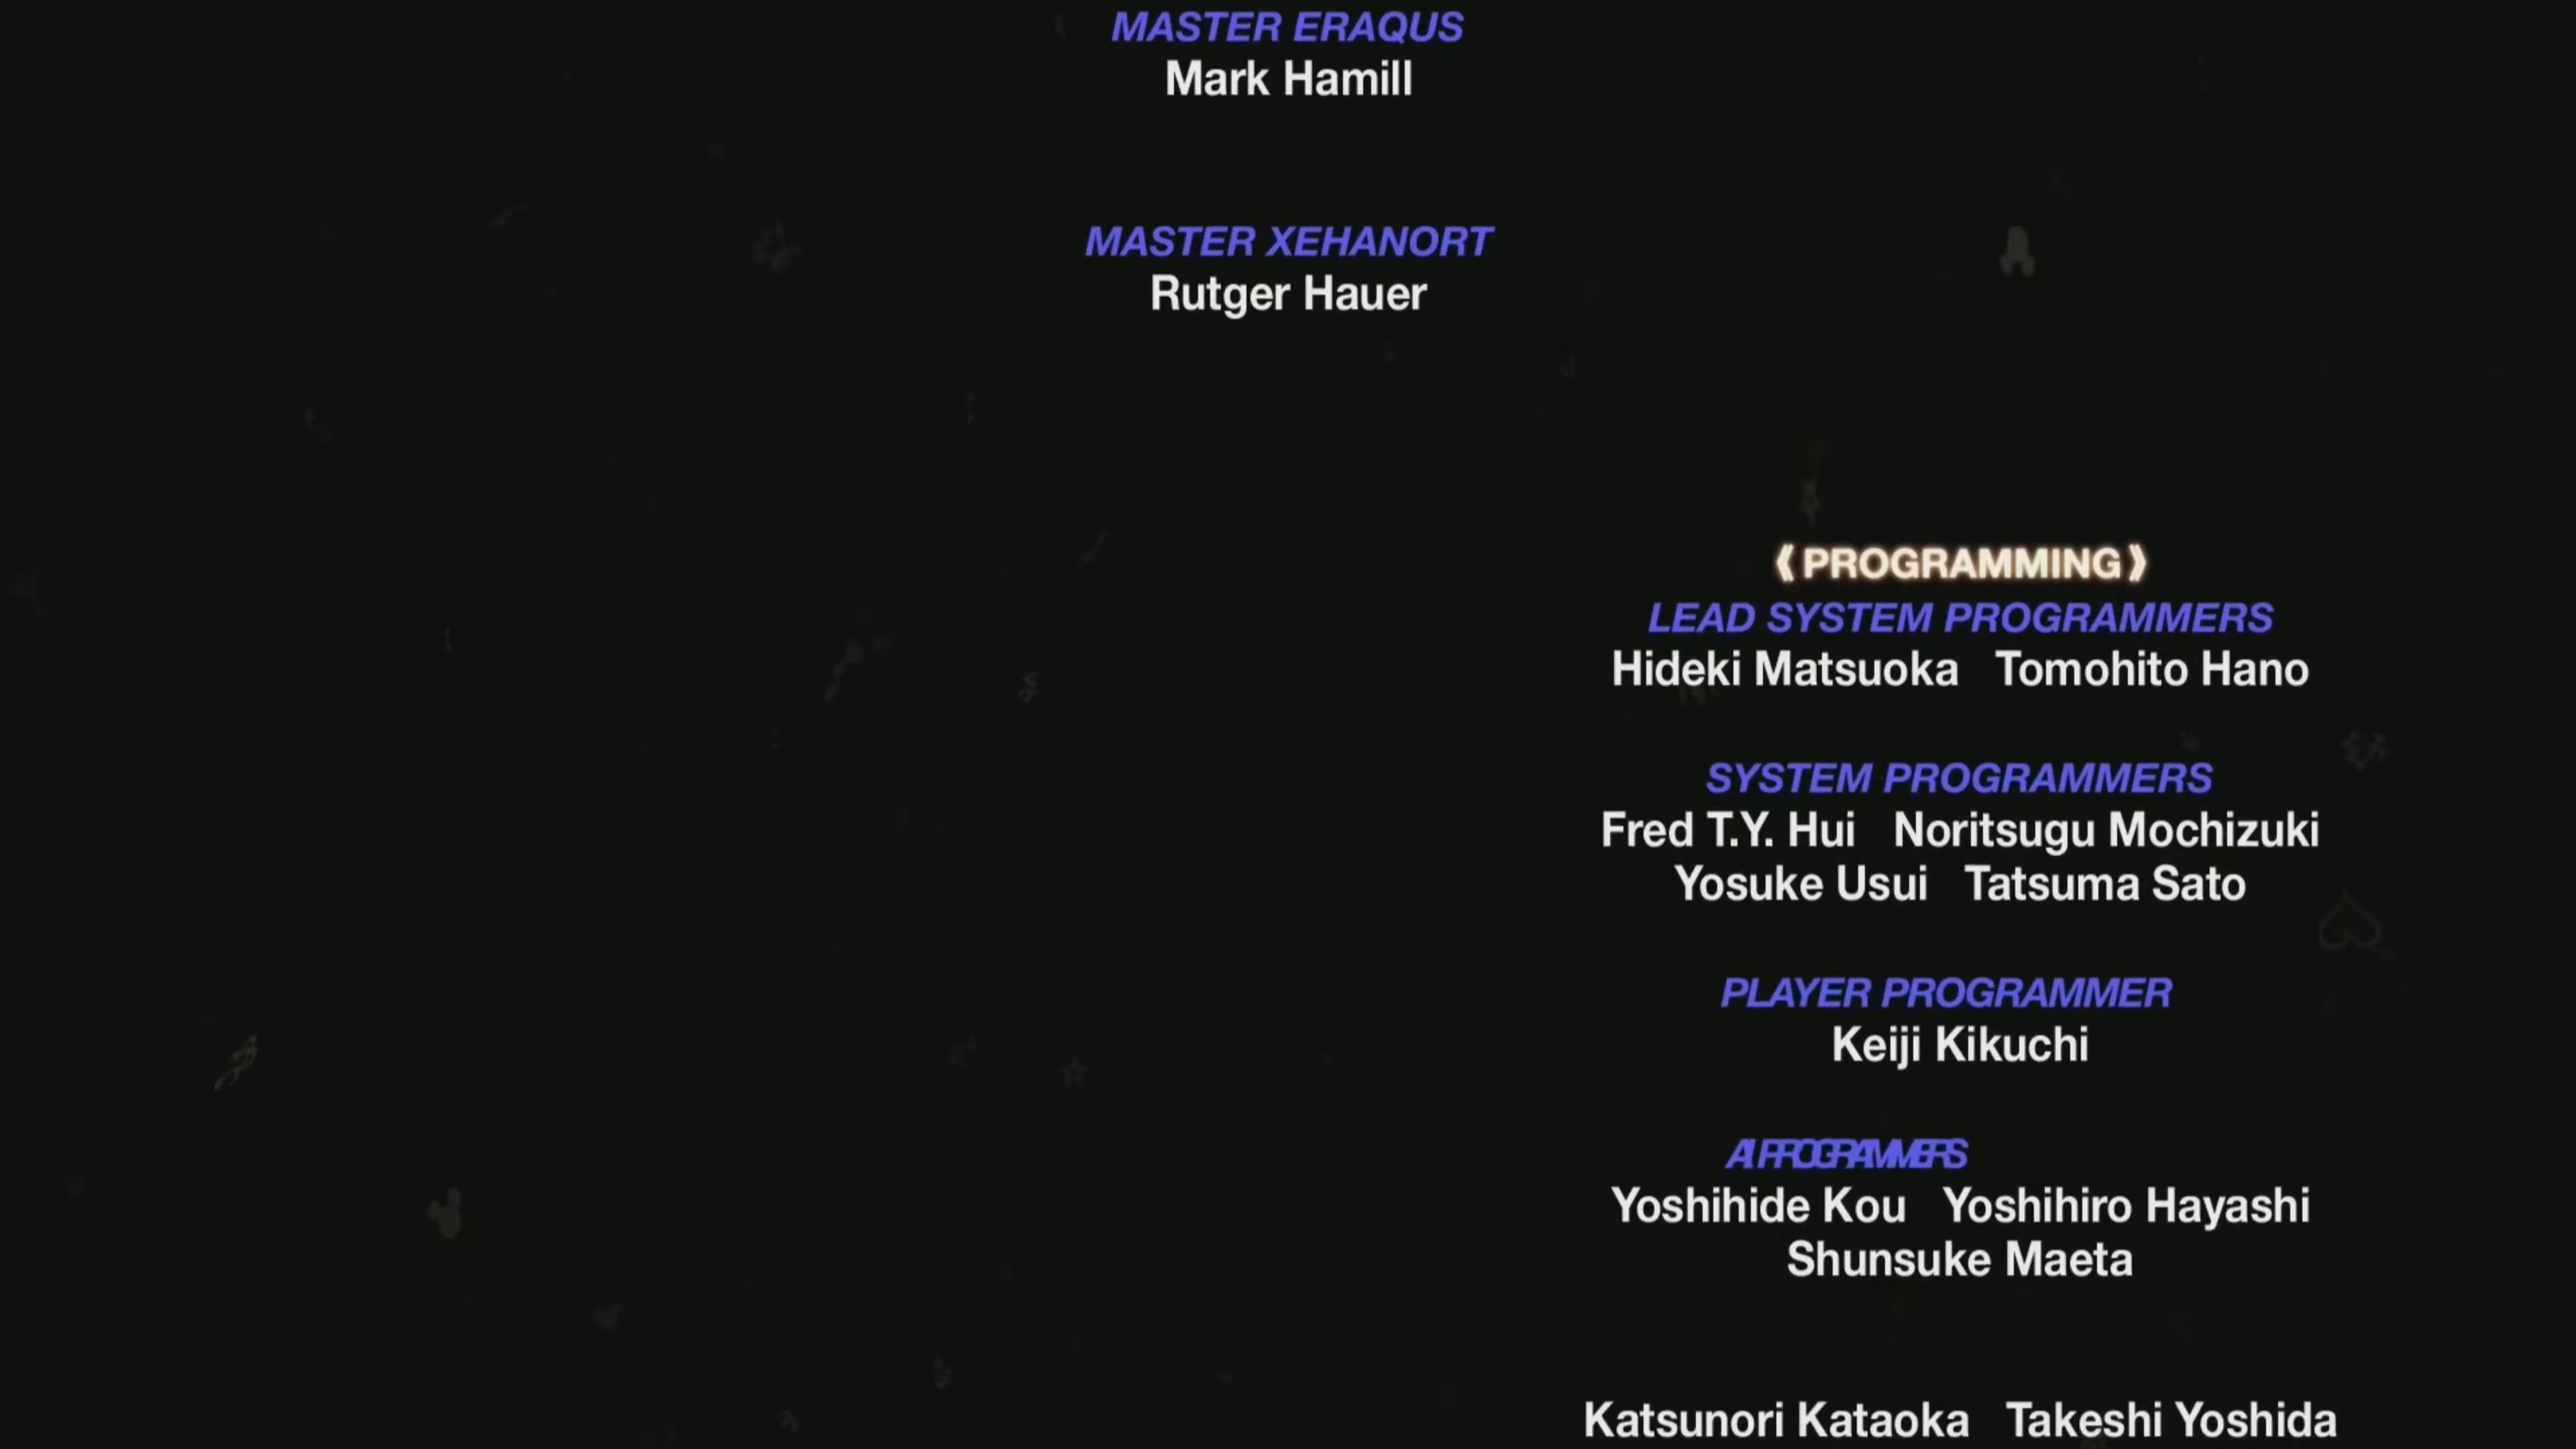 MASTER ERAQUS
Mark Hamill
MASTER XEHANORT
Rutger Hauer
《PROGRAMMING》
LEAD SYSTEM PROGRAMMERS
Hideki Matsuoka Tomohito Hano
SYSTEM PROGRAMMERS
Fred T.Y. Hui Noritsugu Mochizuki
Yosuke Usui Tatsuma Sato
PLAYER PROGRAMMER
Keiji Kikuchi
AI PROGRAMMERS
Yoshihide Kou Yoshihiro Hayashi
Shunsuke Maeta
Katsunori Kataoka Takeshi Yoshida